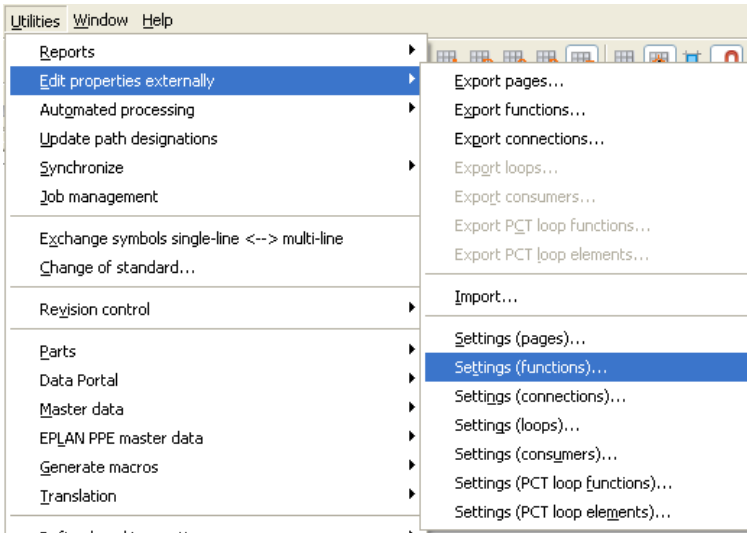 Utilities Window Help
Reports
Edit properties externally
Automated processing
Update path designations
Synchronize
Job management
Exchange symbols single-line <--> multi-line
Change of standard...
Revision control
Parts
Data Portal
Master data
EPLAN PPE master data
Generate macros
Translation
Export pages...
Export functions...
Export connections...
Export loops...
Export consumers...
Export PCT loop functions...
Export PCT loop elements...
Import...
Settings (pages)...
Settings (functions)...
Settings (connections)...
Settings (loops)...
Settings (consumers)...
Settings (PCT loop functions)...
Settings (PCT loop elements)...